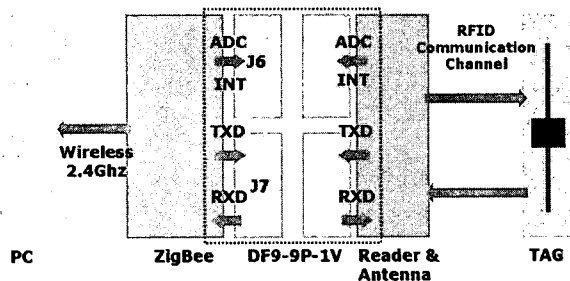 ADC
J6
INT
ADC
INT
RFID
Communication
Channel
TXD
TXD
Wireless
2.4Ghz
J7
RXD
RXD
PC
ZigBee
DF9-9P-1V
Reader &
Antenna
TAG